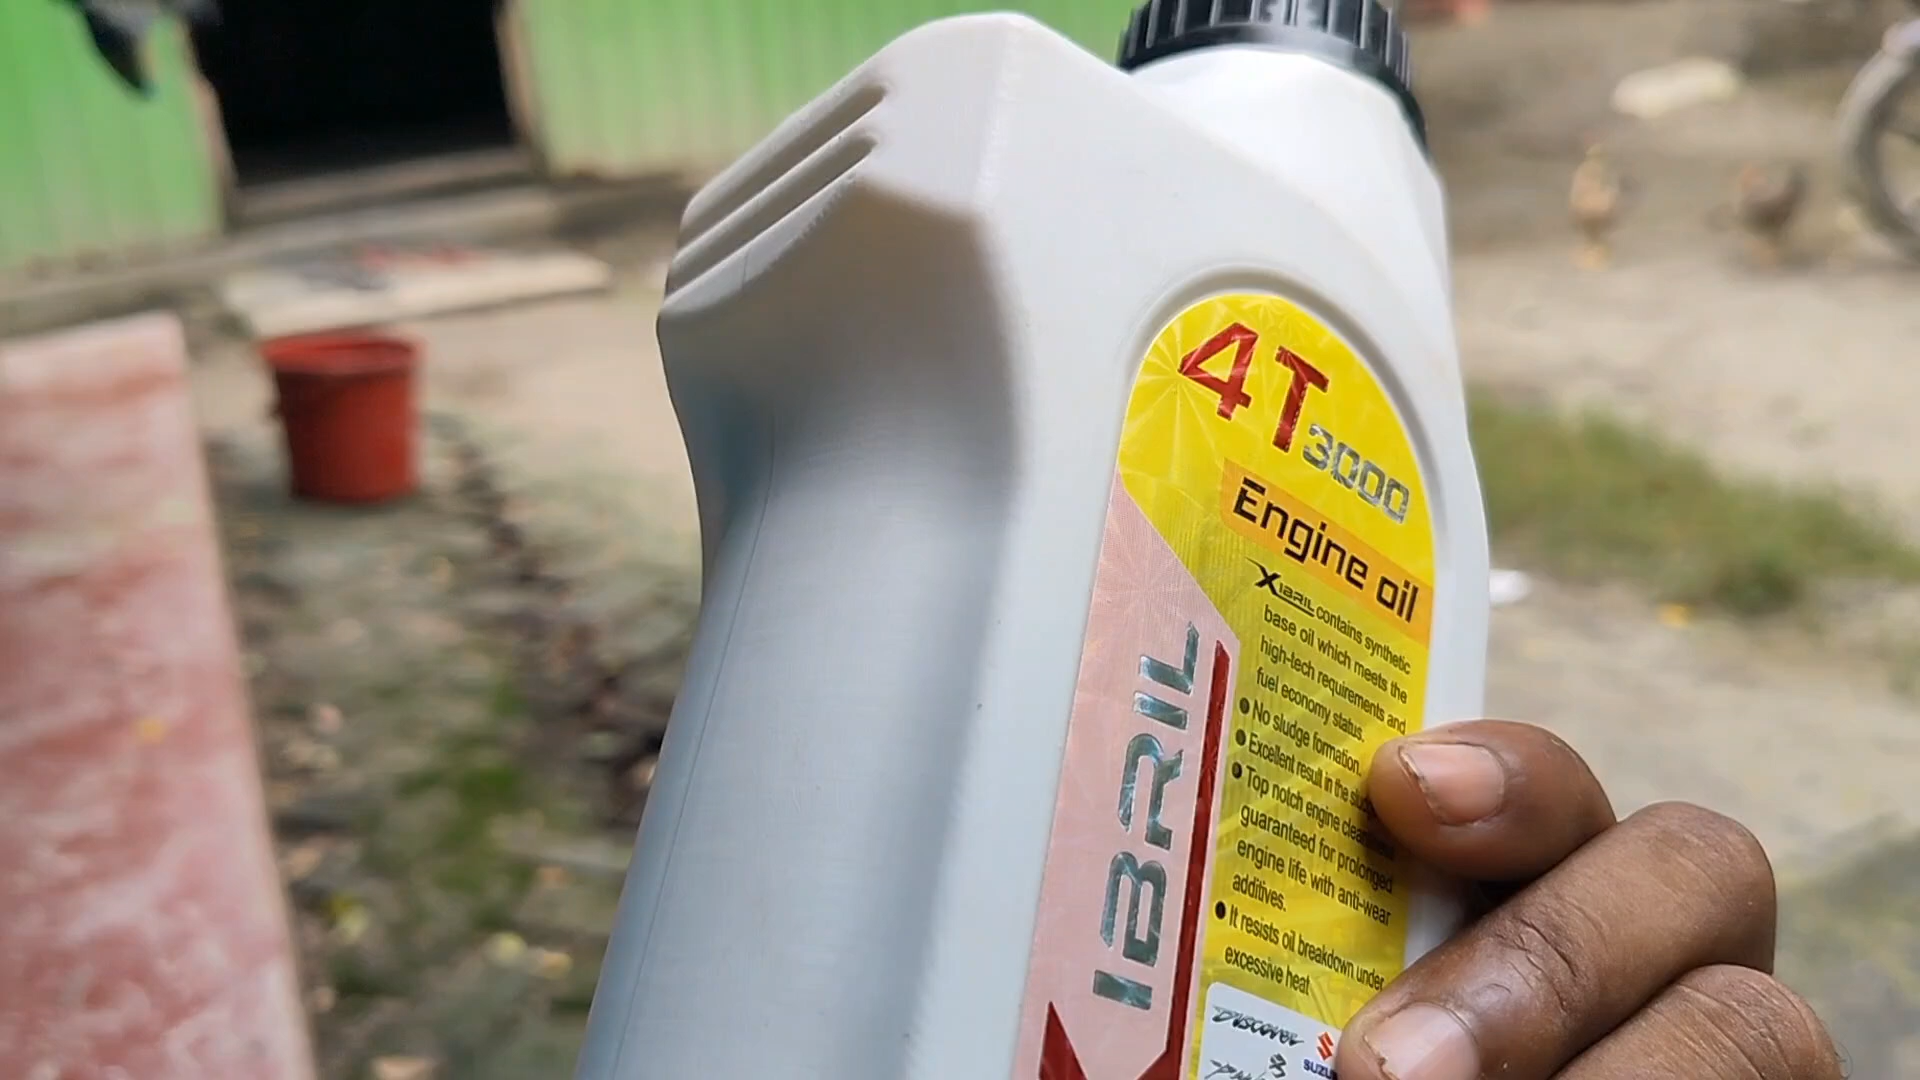 4T
3000
Engine oil
XIBRIL contains synthetic
base oil which meets the
high-tech requirements and
fuel economy status.
● No sludge formation.
● Excellent result in the
● Top notch engine
guaranteed for prolonged
engine life with anti-wear
additives.
● It resists oil breakdown under
excessive heat
XIBRIL
Discover